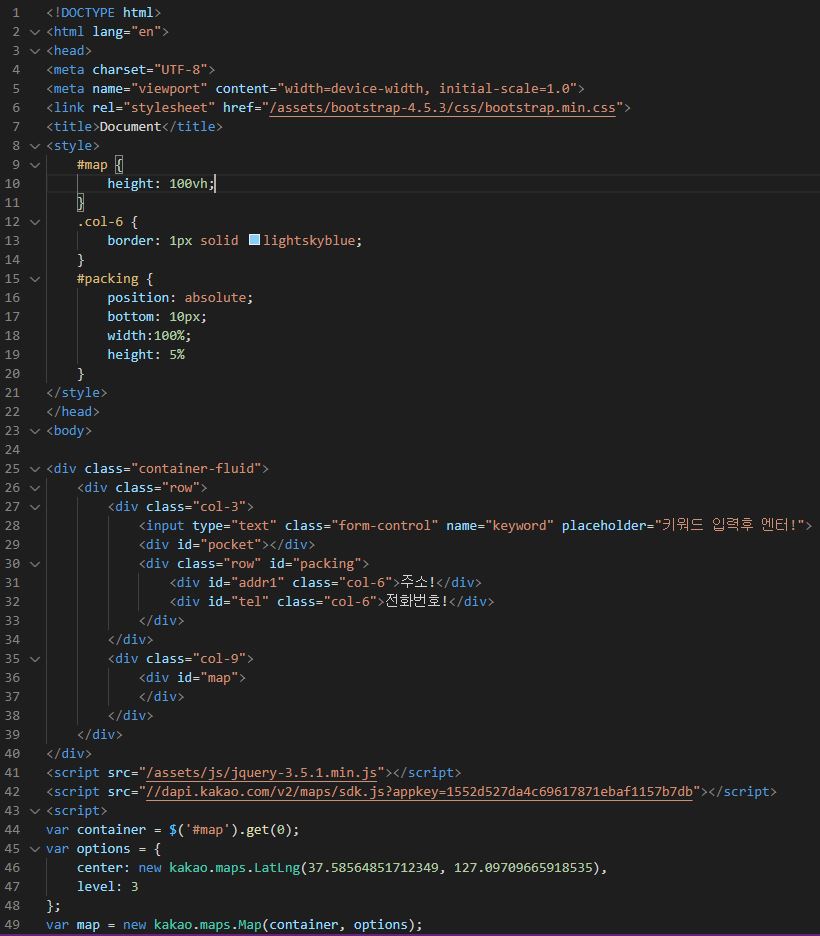 1 <!DOCTYPE html>
2 <html lang="en">
3 <head>
4 <meta charset="UTF-8">
5 <meta name="viewport" content="width=device-width, initial-scale=1.0">
6 <link rel="stylesheet" href="/assets/bootstrap-4.5.3/css/bootstrap.min.css">
7 <title>Document</title>
8 <style>
9     #map {
10         height: 100vh;
11     }
12     .col-6 {
13         border: 1px solid lightskyblue;
14     }
15     #packing {
16         position: absolute;
17         bottom: 10px;
18         width:100%;
19         height: 5%
20     }
21 </style>
22 </head>
23 <body>
24
25 <div class="container-fluid">
26     <div class="row">
27         <div class="col-3">
28             <input type="text" class="form-control" name="keyword" placeholder="키워드 입력후 엔터!">
29             <div id="pocket"></div>
30             <div class="row" id="packing">
31                 <div id="addr1" class="col-6">주소!</div>
32                 <div id="tel" class="col-6">전화번호!</div>
33             </div>
34         </div>
35         <div class="col-9">
36             <div id="map">
37             </div>
38         </div>
39     </div>
40 </div>
41 <script src="/assets/js/jquery-3.5.1.min.js"></script>
42 <script src="//dapi.kakao.com/v2/maps/sdk.js?appkey=1552d527da4c69617871ebaf1157b7db"></script>
43 <script>
44 var container = $('#map').get(0);
45 var options = {
46     center: new kakao.maps.LatLng(37.58564851712349, 127.09709665918535),
47     level: 3
48 };
49 var map = new kakao.maps.Map(container, options);